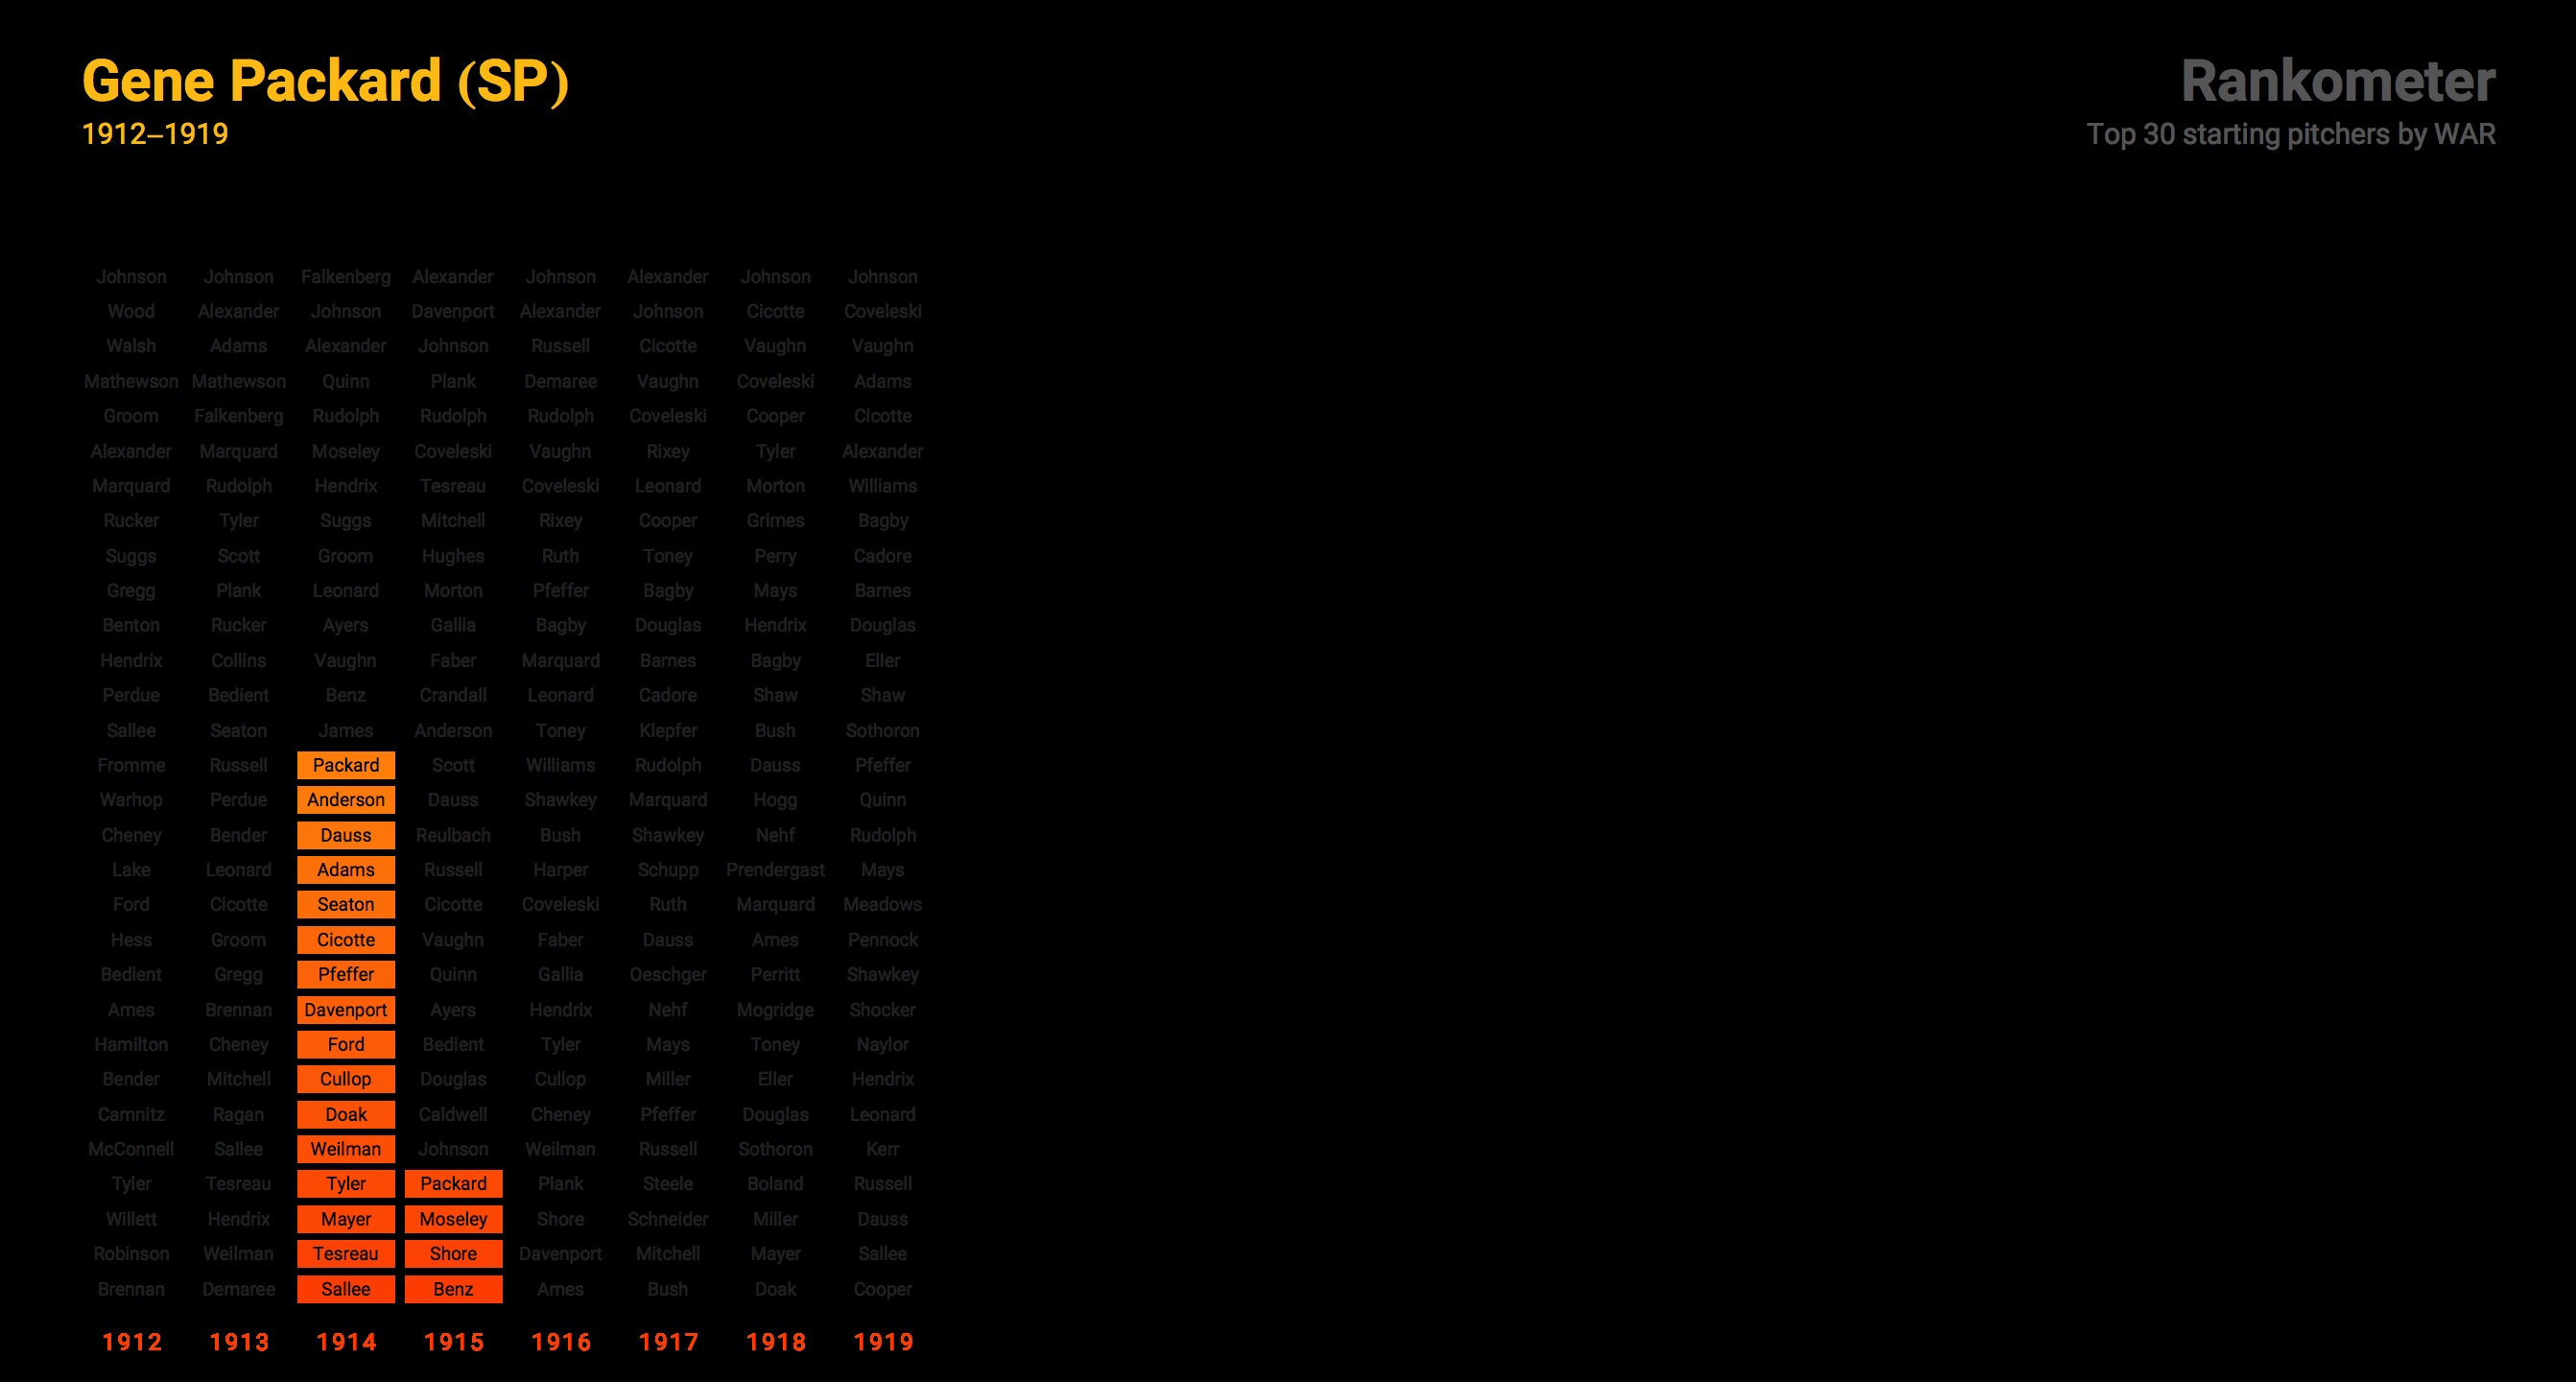 Gene Packard (SP)
1912–1919
Rankometer
Top 30 starting pitchers by WAR
Johnson Johnson Falkenberg Alexander Johnson Alexander Johnson Johnson
Wood Alexander Johnson Davenport Alexander Johnson Cicotte Coveleski
Walsh Adams Alexander Johnson Russell Cicotte Vaughn Vaughn
Mathewson Mathewson Quinn Plank Demaree Vaughn Coveleski Adams
Groom Falkenberg Rudolph Rudolph Rudolph Coveleski Cooper Cicotte
Alexander Marquard Moseley Coveleski Vaughn Rixey Tyler Alexander
Marquard Rudolph Hendrix Tesreau Coveleski Leonard Morton Williams
Rucker Tyler Suggs Mitchell Rixey Cooper Grimes Bagby
Suggs Scott Groom Hughes Ruth Toney Perry Cadore
Gregg Plank Leonard Morton Pfeffer Bagby Mays Barnes
Benton Rucker Ayers Gallia Bagby Douglas Hendrix Douglas
Hendrix Collins Vaughn Faber Marquard Barnes Bagby Eller
Perdue Bedient Benz Crandall Leonard Cadore Shaw Shaw
Sallee Seaton James Anderson Toney Klepfer Bush Sothoron
Fromme Russell Packard Scott Williams Rudolph Dauss Pfeffer
Warhop Perdue Anderson Dauss Shawkey Marquard Hogg Quinn
Cheney Bender Dauss Reulbach Bush Shawkey Nehf Rudolph
Lake Leonard Adams Russell Harper Schupp Prendergast Mays
Ford Cicotte Seaton Cicotte Coveleski Ruth Marquard Meadows
Hess Groom Cicotte Vaughn Faber Dauss Ames Pennock
Bedient Gregg Pfeffer Quinn Gallia Oeschger Perritt Shawkey
Ames Brennan Davenport Ayers Hendrix Nehf Mogridge Shocker
Hamilton Cheney Ford Bedient Tyler Mays Toney Naylor
Bender Mitchell Cullop Douglas Cullop Miller Eller Hendrix
Camnitz Ragan Doak Caldwell Cheney Pfeffer Douglas Leonard
McConnell Sallee Weilman Johnson Weilman Russell Sothoron Kerr
Tyler Tesreau Tyler Packard Plank Steele Boland Russell
Willett Hendrix Mayer Moseley Shore Schneider Miller Dauss
Robinson Weilman Tesreau Shore Davenport Mitchell Mayer Sallee
Brennan Demaree Sallee Benz Ames Bush Doak Cooper
1912 1913 1914 1915 1916 1917 1918 1919